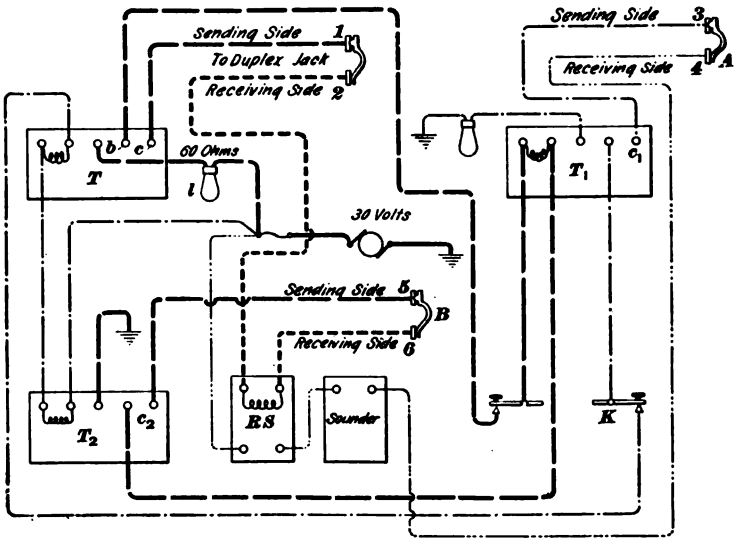 Sending Side 1
To Duplex Jack
Receiving Side 2
Sending Side 3
Receiving Side 4 A
b c
T
60 Ohms
l
T1 c1
30 Volts
Sending Side 5
B
Receiving Side 6
T2 c2
RS
Sounder
K